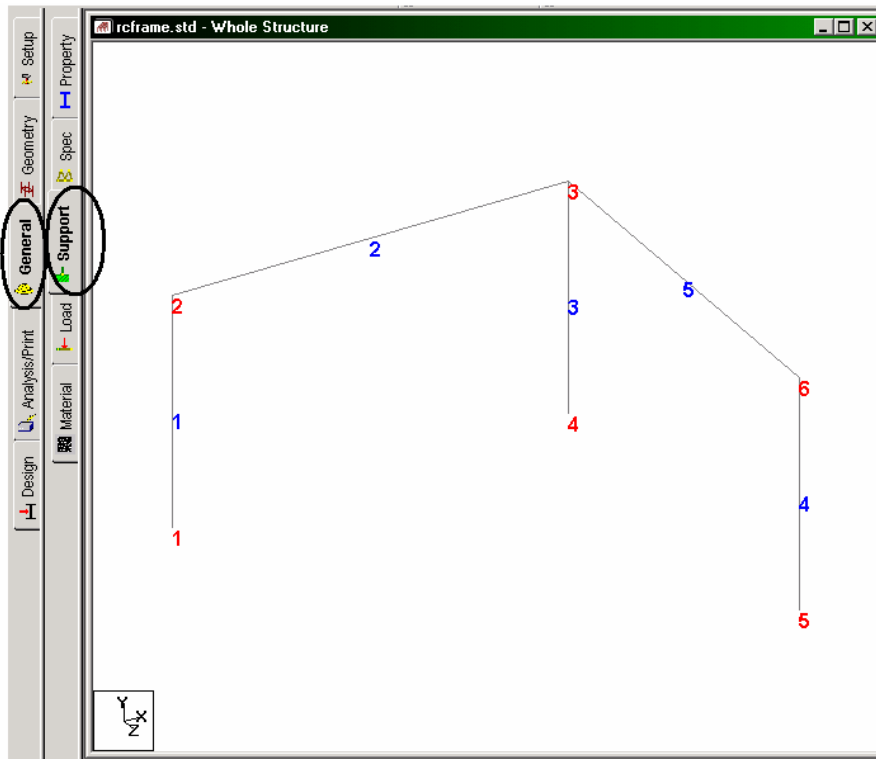 rcframe.std - Whole Structure
Setup
Geometry
General
Analysis/Print
Design
Property
Spec
Support
Load
Material
3
2
2
3
5
6
1
4
4
1
5
Y
X
Z